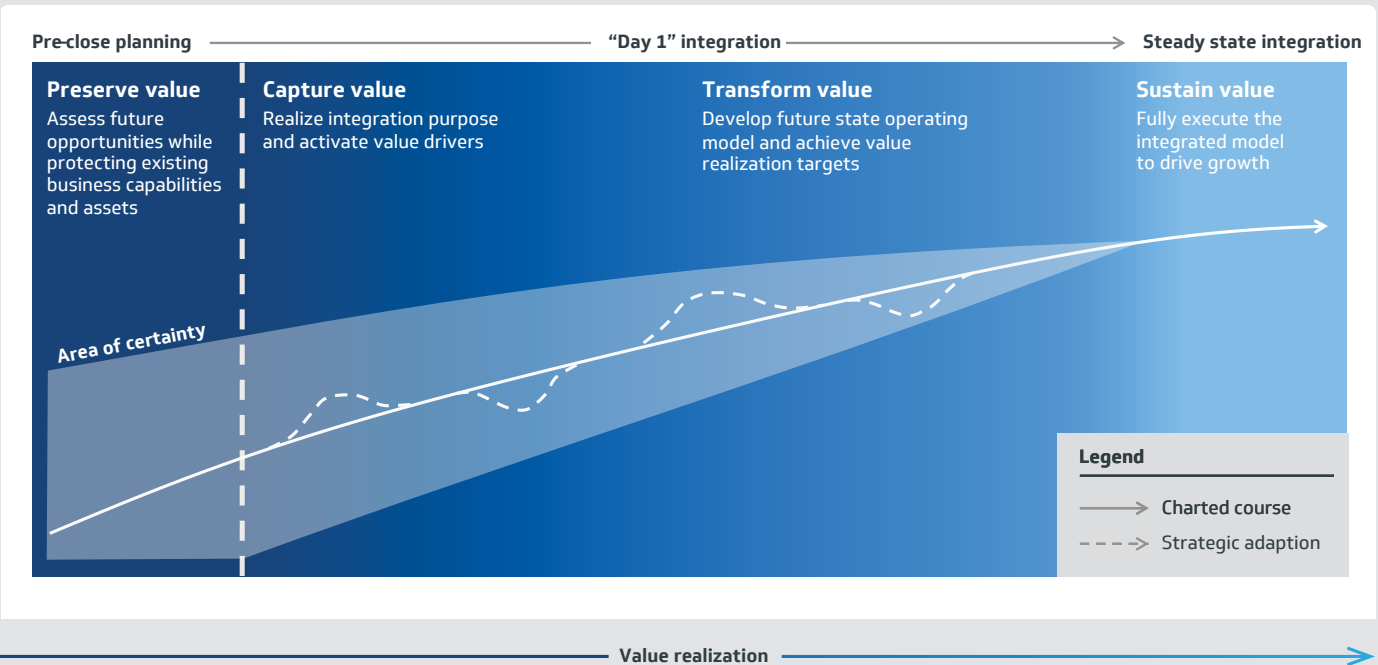 Pre-close planning
“Day 1” integration
Steady state integration
Preserve value
Assess future
opportunities while
protecting existing
business capabilities
and assets
Capture value
Realize integration purpose
and activate value drivers
Transform value
Develop future state operating
model and achieve value
realization targets
Sustain value
Fully execute the
integrated model
to drive growth
Area of certainty
Legend
Charted course
Strategic adaption
Value realization